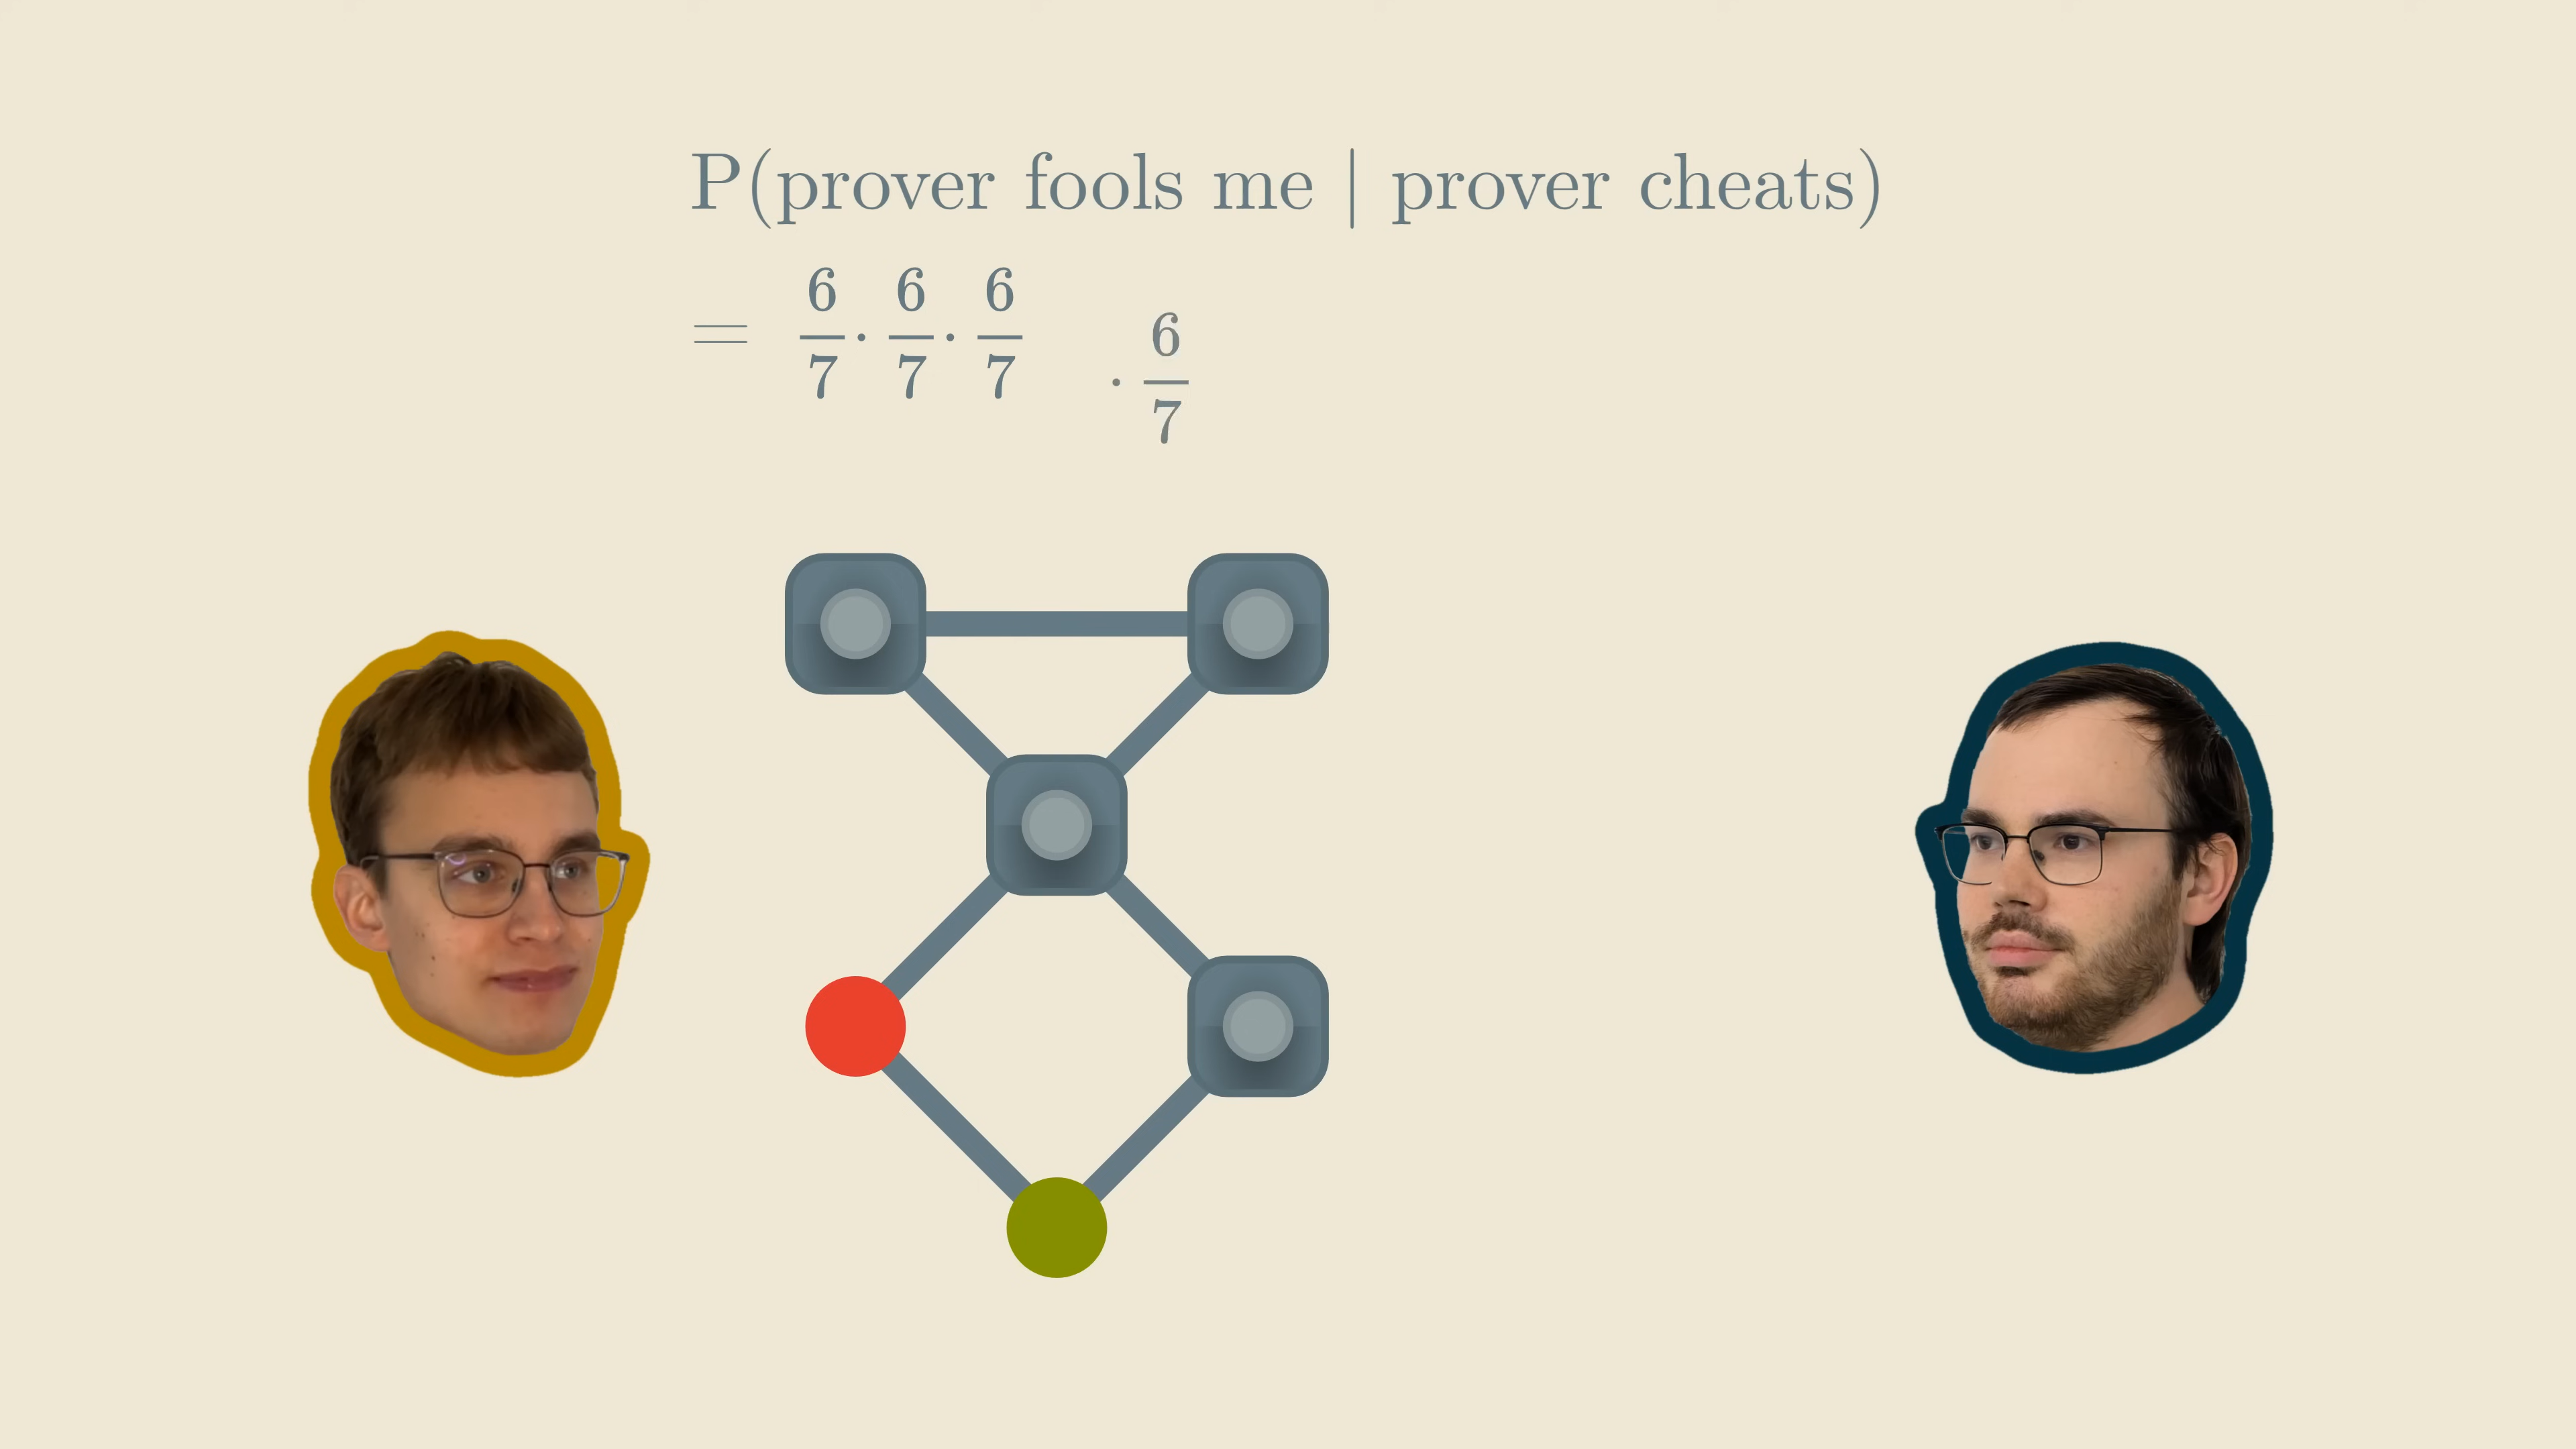 P(prover fools me | prover cheats)
= 6/7 · 6/7 · 6/7 · 6/7